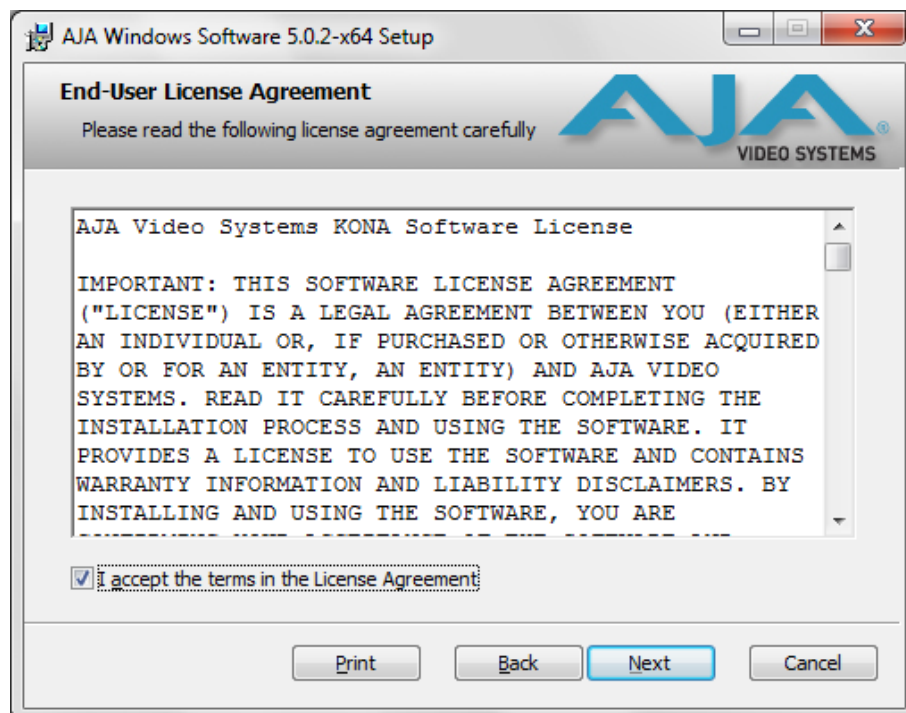 AJA Windows Software 5.0.2-x64 Setup
End-User License Agreement
Please read the following license agreement carefully
AJA
VIDEO SYSTEMS
AJA Video Systems KONA Software License
IMPORTANT: THIS SOFTWARE LICENSE AGREEMENT
("LICENSE") IS A LEGAL AGREEMENT BETWEEN YOU (EITHER
AN INDIVIDUAL OR, IF PURCHASED OR OTHERWISE ACQUIRED
BY OR FOR AN ENTITY, AN ENTITY) AND AJA VIDEO
SYSTEMS. READ IT CAREFULLY BEFORE COMPLETING THE
INSTALLATION PROCESS AND USING THE SOFTWARE. IT
PROVIDES A LICENSE TO USE THE SOFTWARE AND CONTAINS
WARRANTY INFORMATION AND LIABILITY DISCLAIMERS. BY
INSTALLING AND USING THE SOFTWARE, YOU ARE
I accept the terms in the License Agreement
Print
Back
Next
Cancel